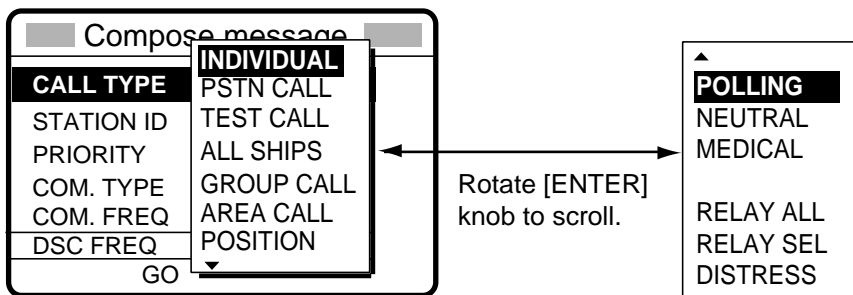 Compose message
CALL TYPE
STATION ID
PRIORITY
COM. TYPE
COM. FREQ
DSC FREQ
GO
INDIVIDUAL
PSTN CALL
TEST CALL
ALL SHIPS
GROUP CALL
AREA CALL
POSITION
Rotate [ENTER]
knob to scroll.
POLLING
NEUTRAL
MEDICAL
RELAY ALL
RELAY SEL
DISTRESS